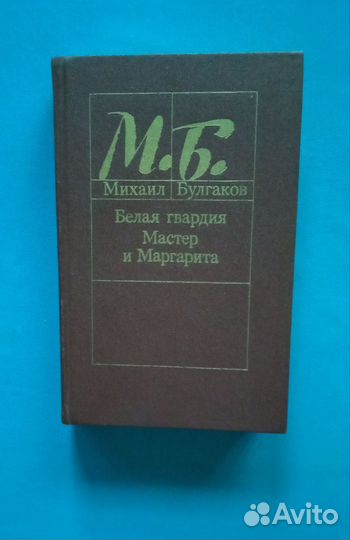 М.Б.
Михаил Булгаков
Белая гвардия
Мастер
и Маргарита
Avito